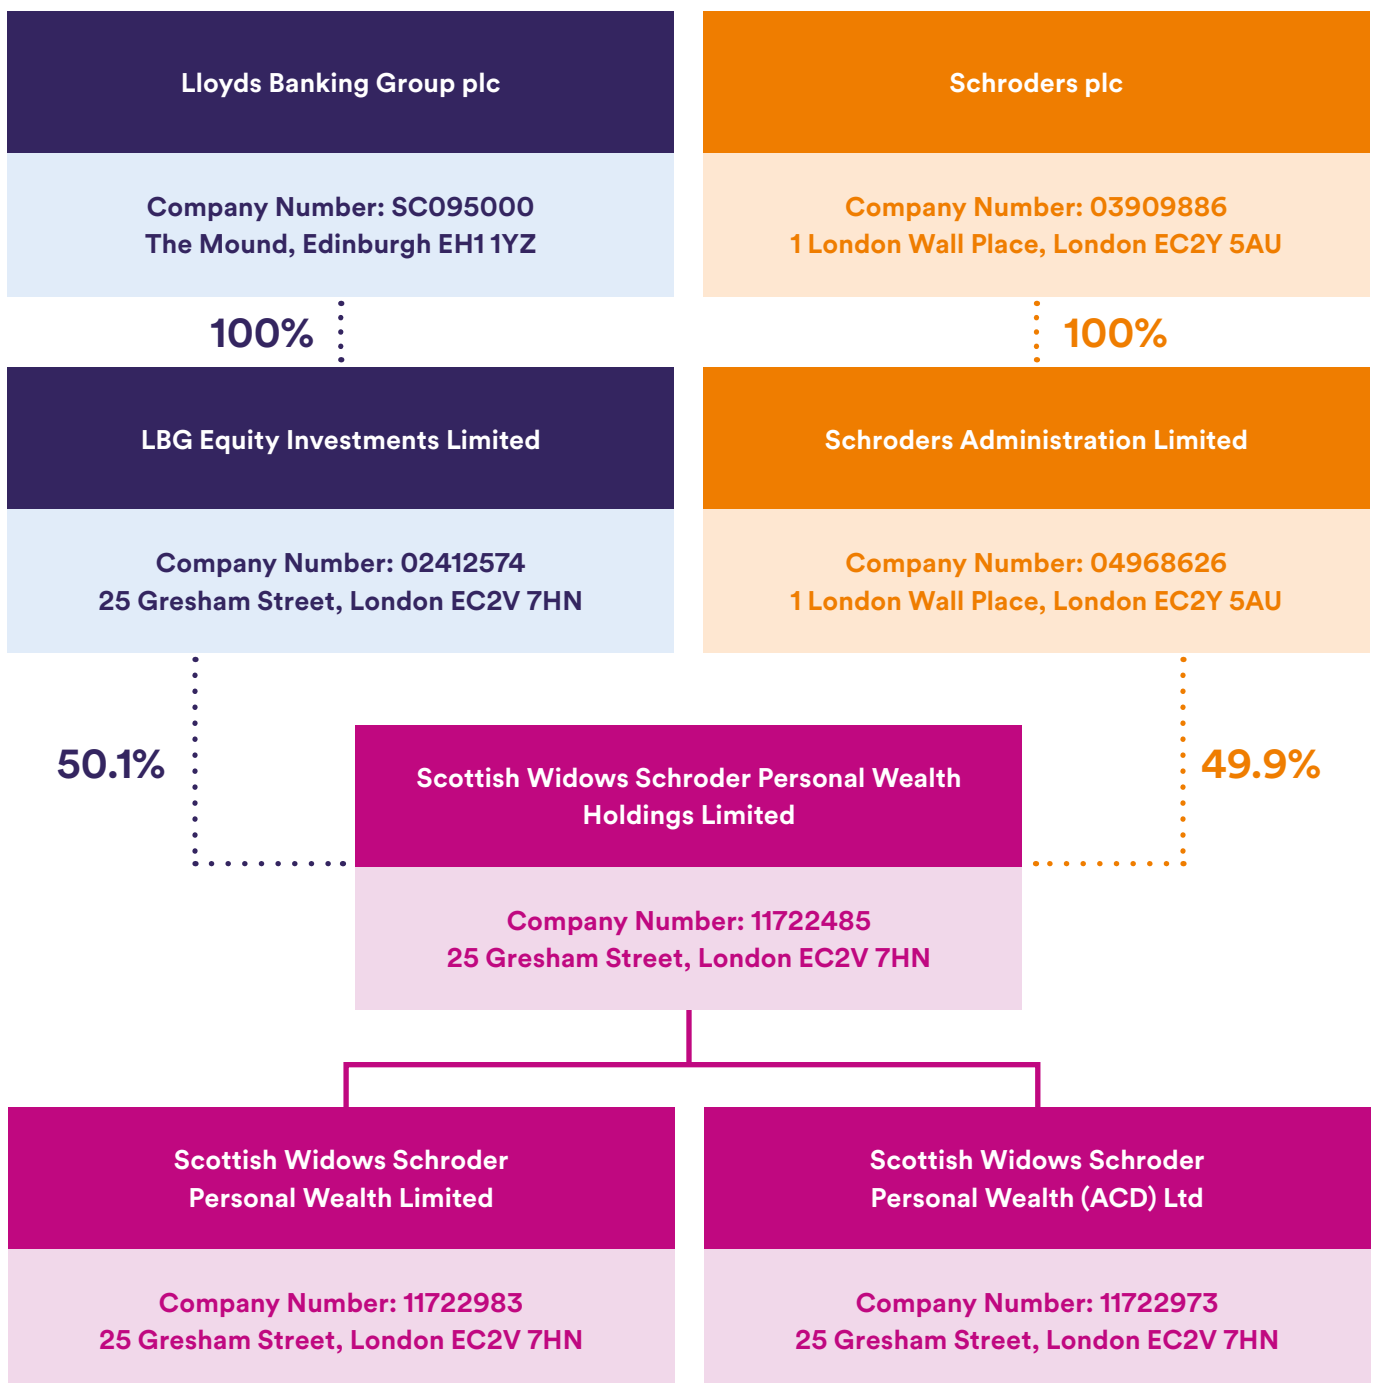 Lloyds Banking Group plc
Company Number: SC095000
The Mound, Edinburgh EH1 1YZ
Schroders plc
Company Number: 03909886
1 London Wall Place, London EC2Y 5AU
100%
100%
LBG Equity Investments Limited
Company Number: 02412574
25 Gresham Street, London EC2V 7HN
Schroders Administration Limited
Company Number: 04968626
1 London Wall Place, London EC2Y 5AU
50.1%
49.9%
Scottish Widows Schroder Personal Wealth
Holdings Limited
Company Number: 11722485
25 Gresham Street, London EC2V 7HN
Scottish Widows Schroder
Personal Wealth Limited
Company Number: 11722983
25 Gresham Street, London EC2V 7HN
Scottish Widows Schroder
Personal Wealth (ACD) Ltd
Company Number: 11722973
25 Gresham Street, London EC2V 7HN